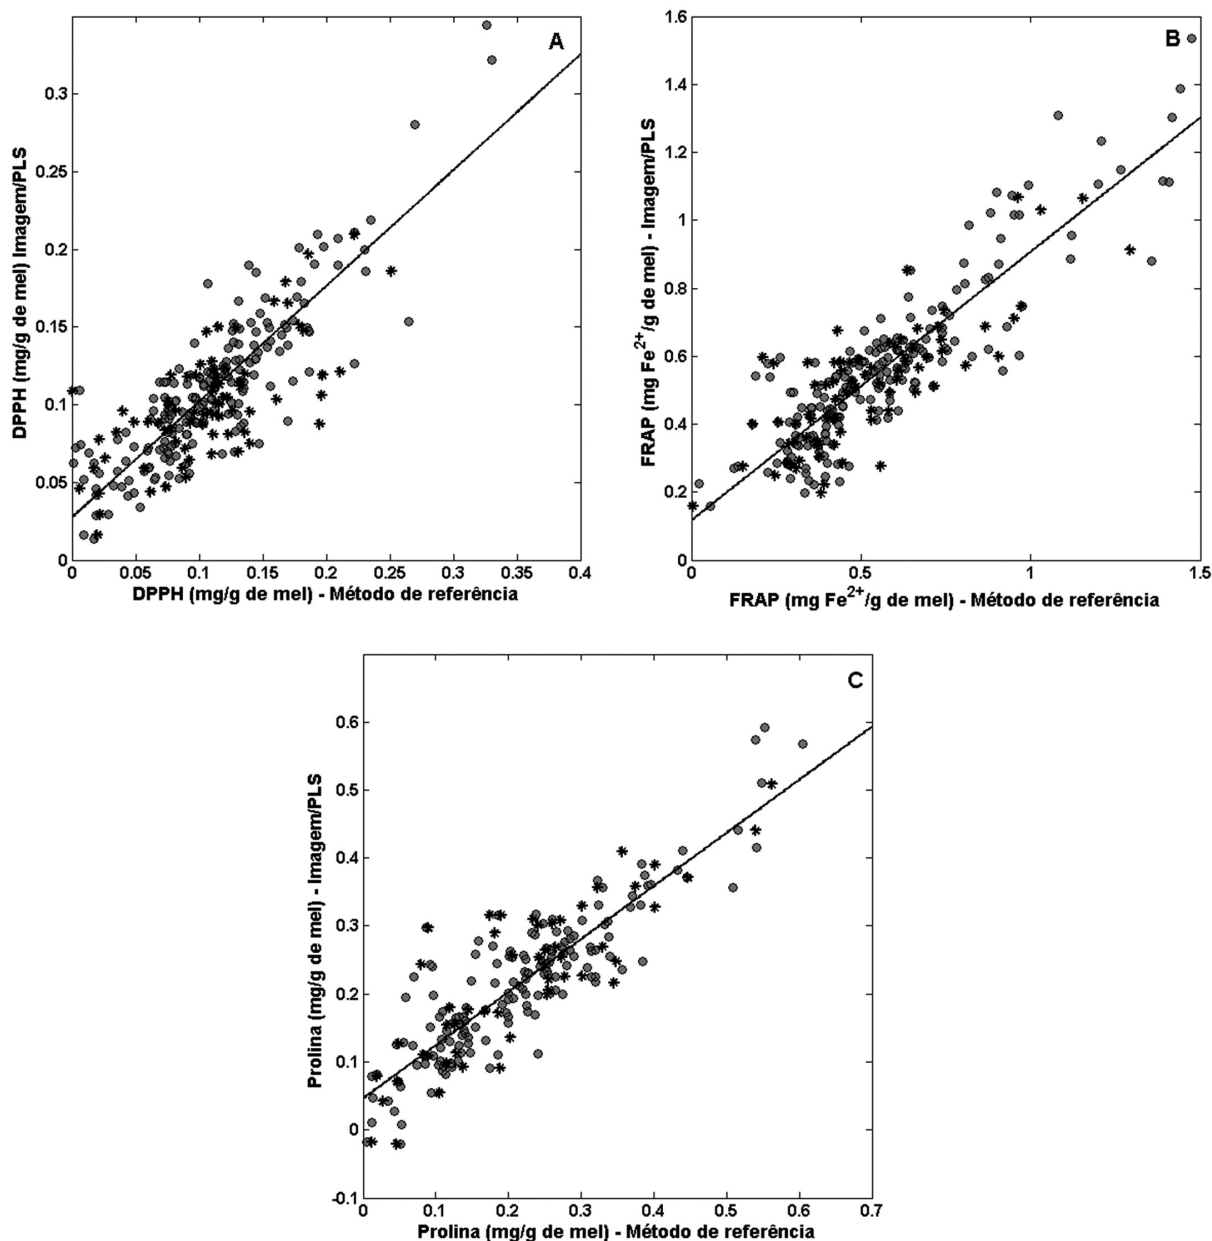 A
DPPH (mg/g de mel) Imagem/PLS
0.3
0.25
0.2
0.15
0.1
0.05
0
0 0.05 0.1 0.15 0.2 0.25 0.3 0.35 0.4
DPPH (mg/g de mel) - Método de referência
B
FRAP (mg Fe2+/g de mel) - Imagem/PLS
1.6
1.4
1.2
1
0.8
0.6
0.4
0.2
0
0 0.5 1 1.5
FRAP (mg Fe2+/g de mel) - Método de referência
C
Prolina (mg/g de mel) - Imagem/PLS
0.6
0.5
0.4
0.3
0.2
0.1
0
-0.1
0 0.1 0.2 0.3 0.4 0.5 0.6 0.7
Prolina (mg/g de mel) - Método de referência